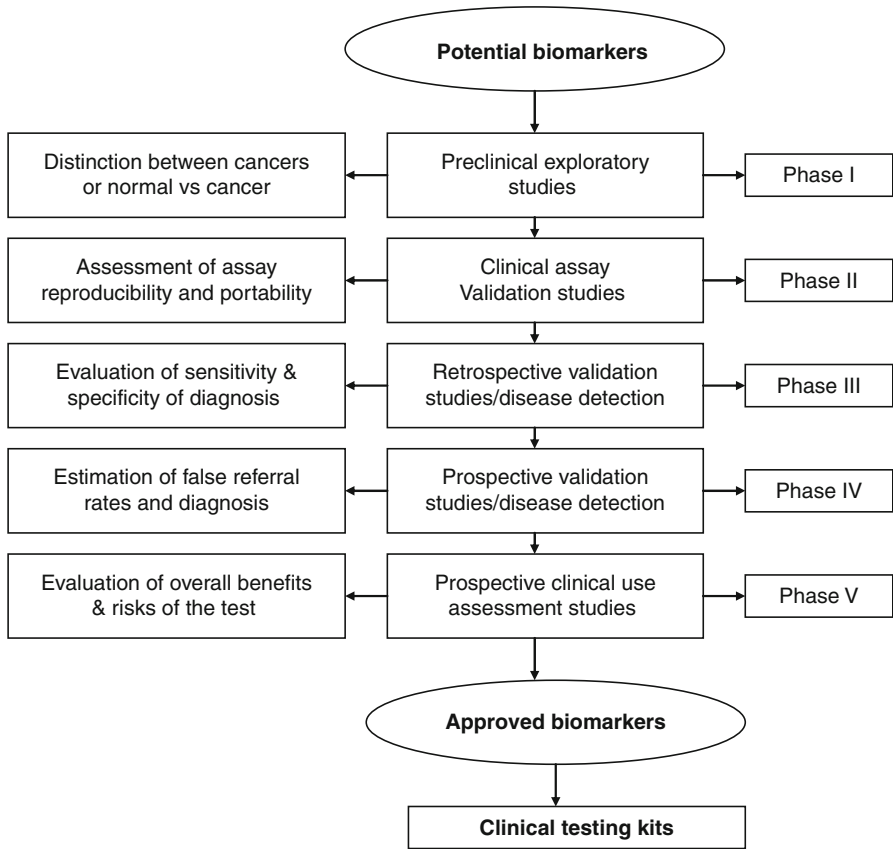 Potential biomarkers
Distinction between cancers
or normal vs cancer
Preclinical exploratory
studies
Phase I
Assessment of assay
reproducibility and portability
Clinical assay
Validation studies
Phase II
Evaluation of sensitivity &
specificity of diagnosis
Retrospective validation
studies/disease detection
Phase III
Estimation of false referral
rates and diagnosis
Prospective validation
studies/disease detection
Phase IV
Evaluation of overall benefits
& risks of the test
Prospective clinical use
assessment studies
Phase V
Approved biomarkers
Clinical testing kits